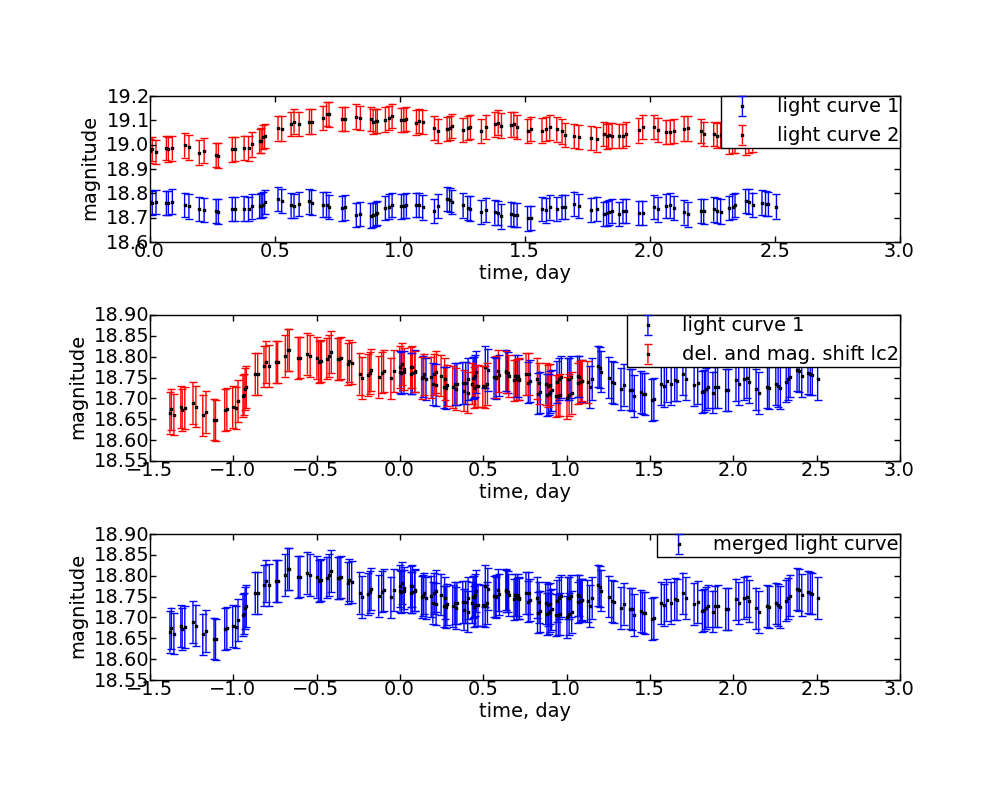 19.2
19.1
19.0
18.9
18.8
18.7
18.6
magnitude
light curve 1
light curve 2
0.0 0.5 1.0 1.5 2.0 2.5 3.0
time, day
18.90
18.85
18.80
18.75
18.70
18.65
18.60
18.55
magnitude
light curve 1
del. and mag. shift lc2
−1.5 −1.0 −0.5 0.0 0.5 1.0 1.5 2.0 2.5 3.0
time, day
18.90
18.85
18.80
18.75
18.70
18.65
18.60
18.55
magnitude
merged light curve
−1.5 −1.0 −0.5 0.0 0.5 1.0 1.5 2.0 2.5 3.0
time, day